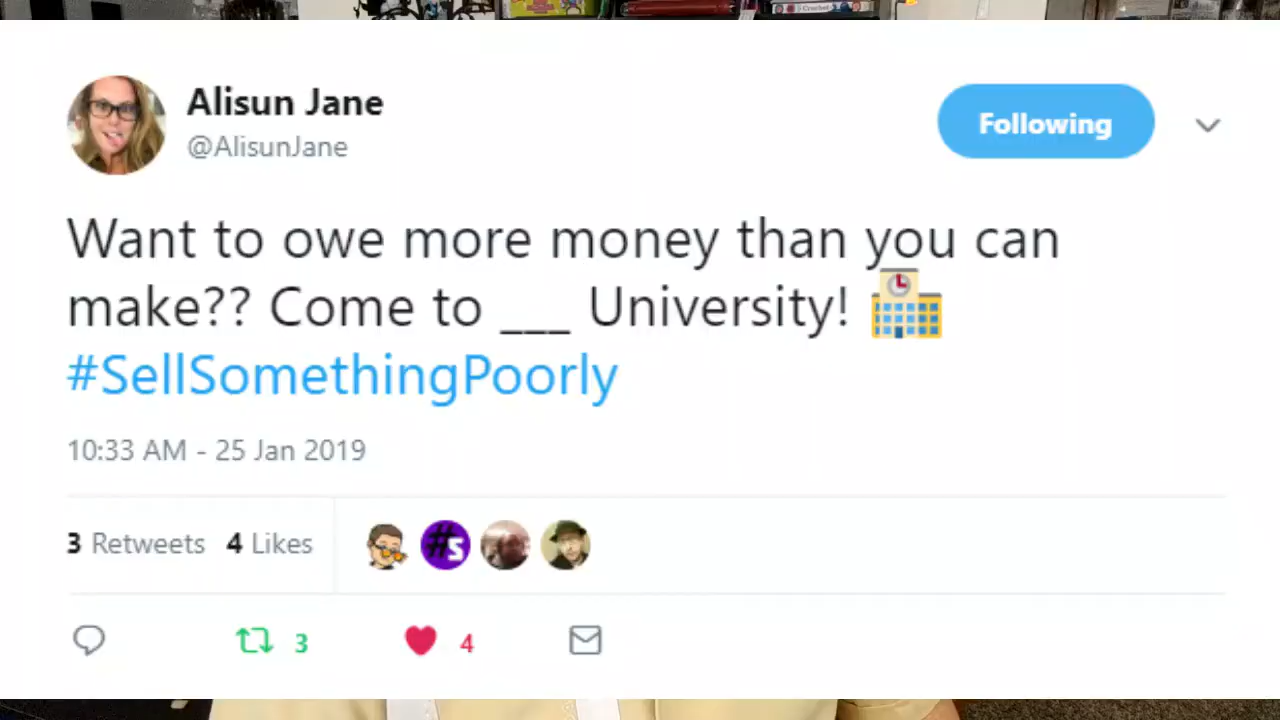 Alisun Jane
@AlisunJane
Following
Want to owe more money than you can
make?? Come to ___ University!
#SellSomethingPoorly
10:33 AM - 25 Jan 2019
3 Retweets 4 Likes
#s
3 4